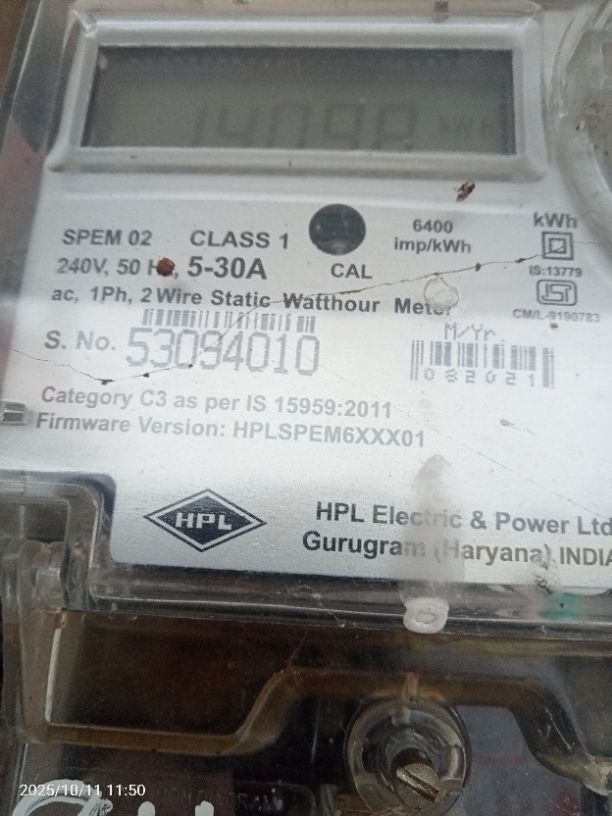 14098 kWh
6400
imp/kWh
kWh
SPEM 02 CLASS 1
240V, 50 Hz, 5-30A
CAL
IS:13779
ISI
CM/L-9190783
ac, 1Ph, 2 Wire Static Watthour Meter
M/Yr
082021
S. No. 53094010
Category C3 as per IS 15959:2011
Firmware Version: HPLSPEM6XXX01
HPL
HPL Electric & Power Ltd
Gurugram (Haryana) INDIA
2025/10/11 11:50